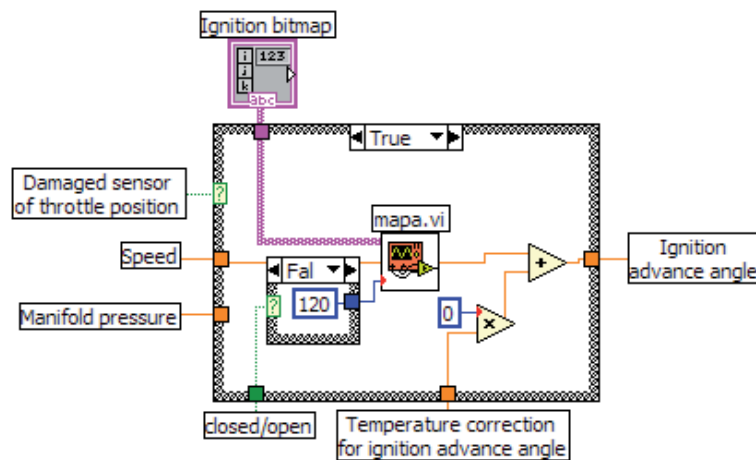 Ignition bitmap
i
j
k
123
abc
True
Damaged sensor
of throttle position
?
mapa.vi
Speed
Fal
+
Ignition
advance angle
?
120
0
x
Manifold pressure
closed/open
Temperature correction
for ignition advance angle